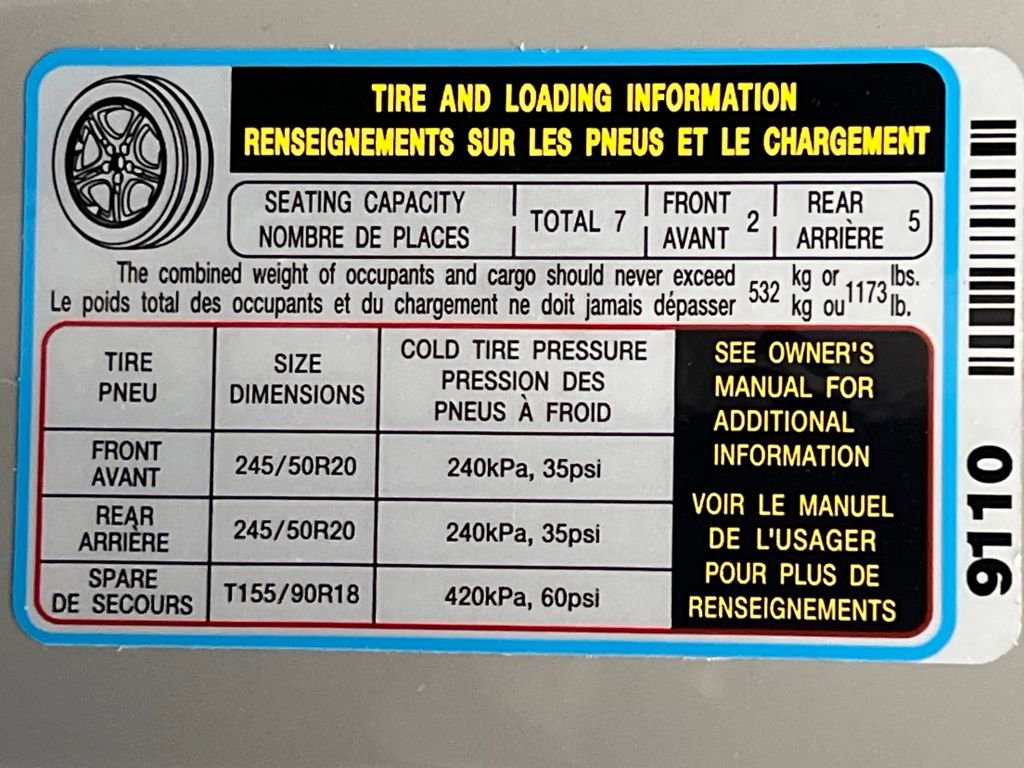 TIRE AND LOADING INFORMATION
RENSEIGNEMENTS SUR LES PNEUS ET LE CHARGEMENT
SEATING CAPACITY
NOMBRE DE PLACES
TOTAL 7
FRONT
AVANT
2
REAR
ARRIÈRE
5
The combined weight of occupants and cargo should never exceed 532 kg or 1173 lbs.
Le poids total des occupants et du chargement ne doit jamais dépasser kg ou lb.
TIRE
PNEU
SIZE
DIMENSIONS
COLD TIRE PRESSURE
PRESSION DES
PNEUS À FROID
FRONT
AVANT
245/50R20
240kPa, 35psi
REAR
ARRIÈRE
245/50R20
240kPa, 35psi
SPARE
DE SECOURS
T155/90R18
420kPa, 60psi
SEE OWNER'S
MANUAL FOR
ADDITIONAL
INFORMATION
VOIR LE MANUEL
DE L'USAGER
POUR PLUS DE
RENSEIGNEMENTS
9110